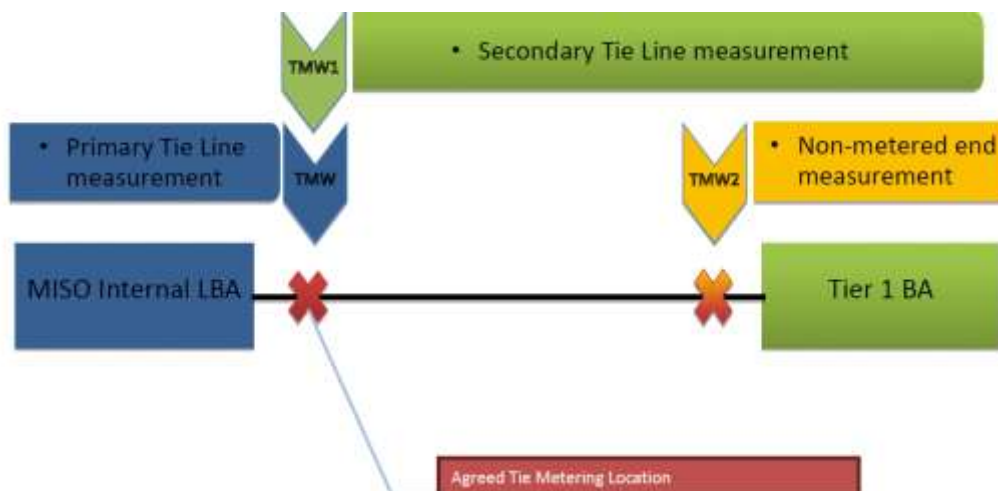 TMW1
• Secondary Tie Line measurement
• Primary Tie Line
measurement
TMW
TMW2
• Non-metered end
measurement
MISO Internal LBA
Tier 1 BA
Agreed Tie Metering Location